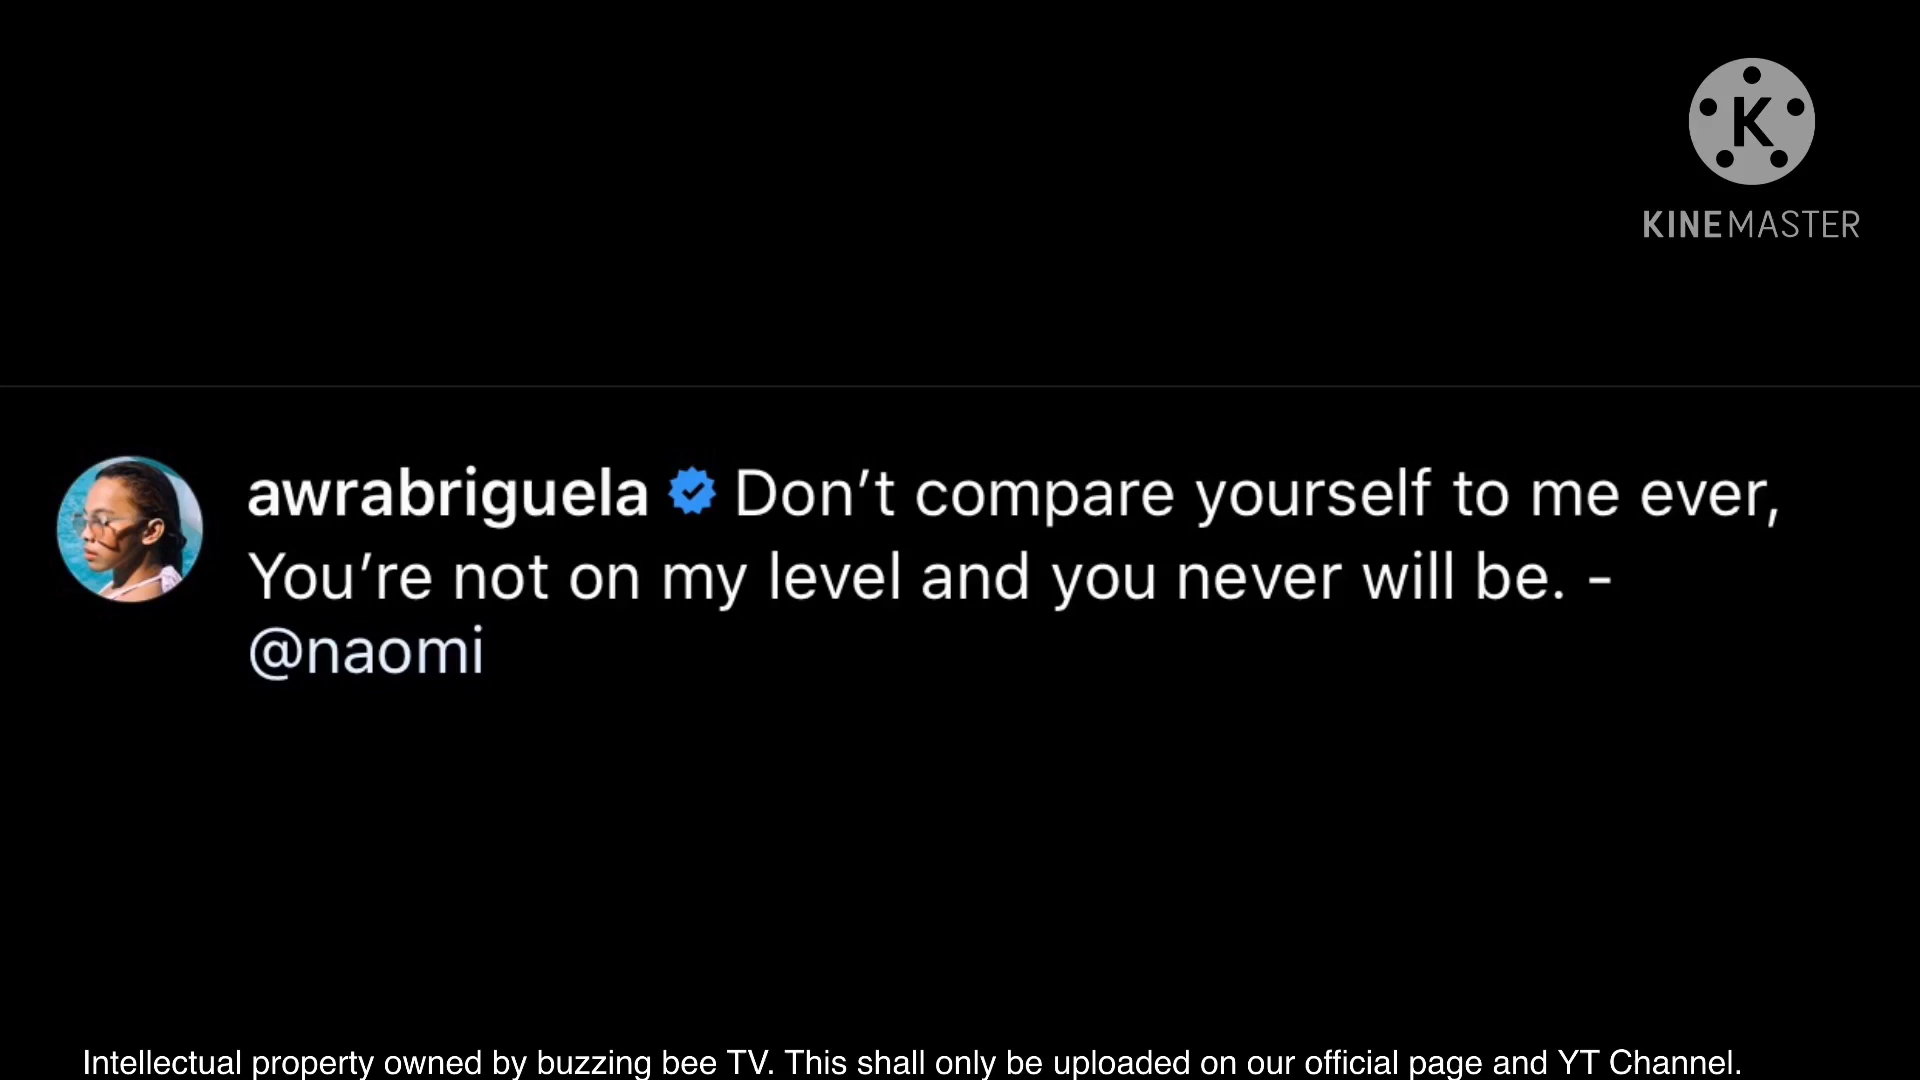 K
KINEMASTER
awrabriguela Don’t compare yourself to me ever,
You’re not on my level and you never will be. -
@naomi
Intellectual property owned by buzzing bee TV. This shall only be uploaded on our official page and YT Channel.